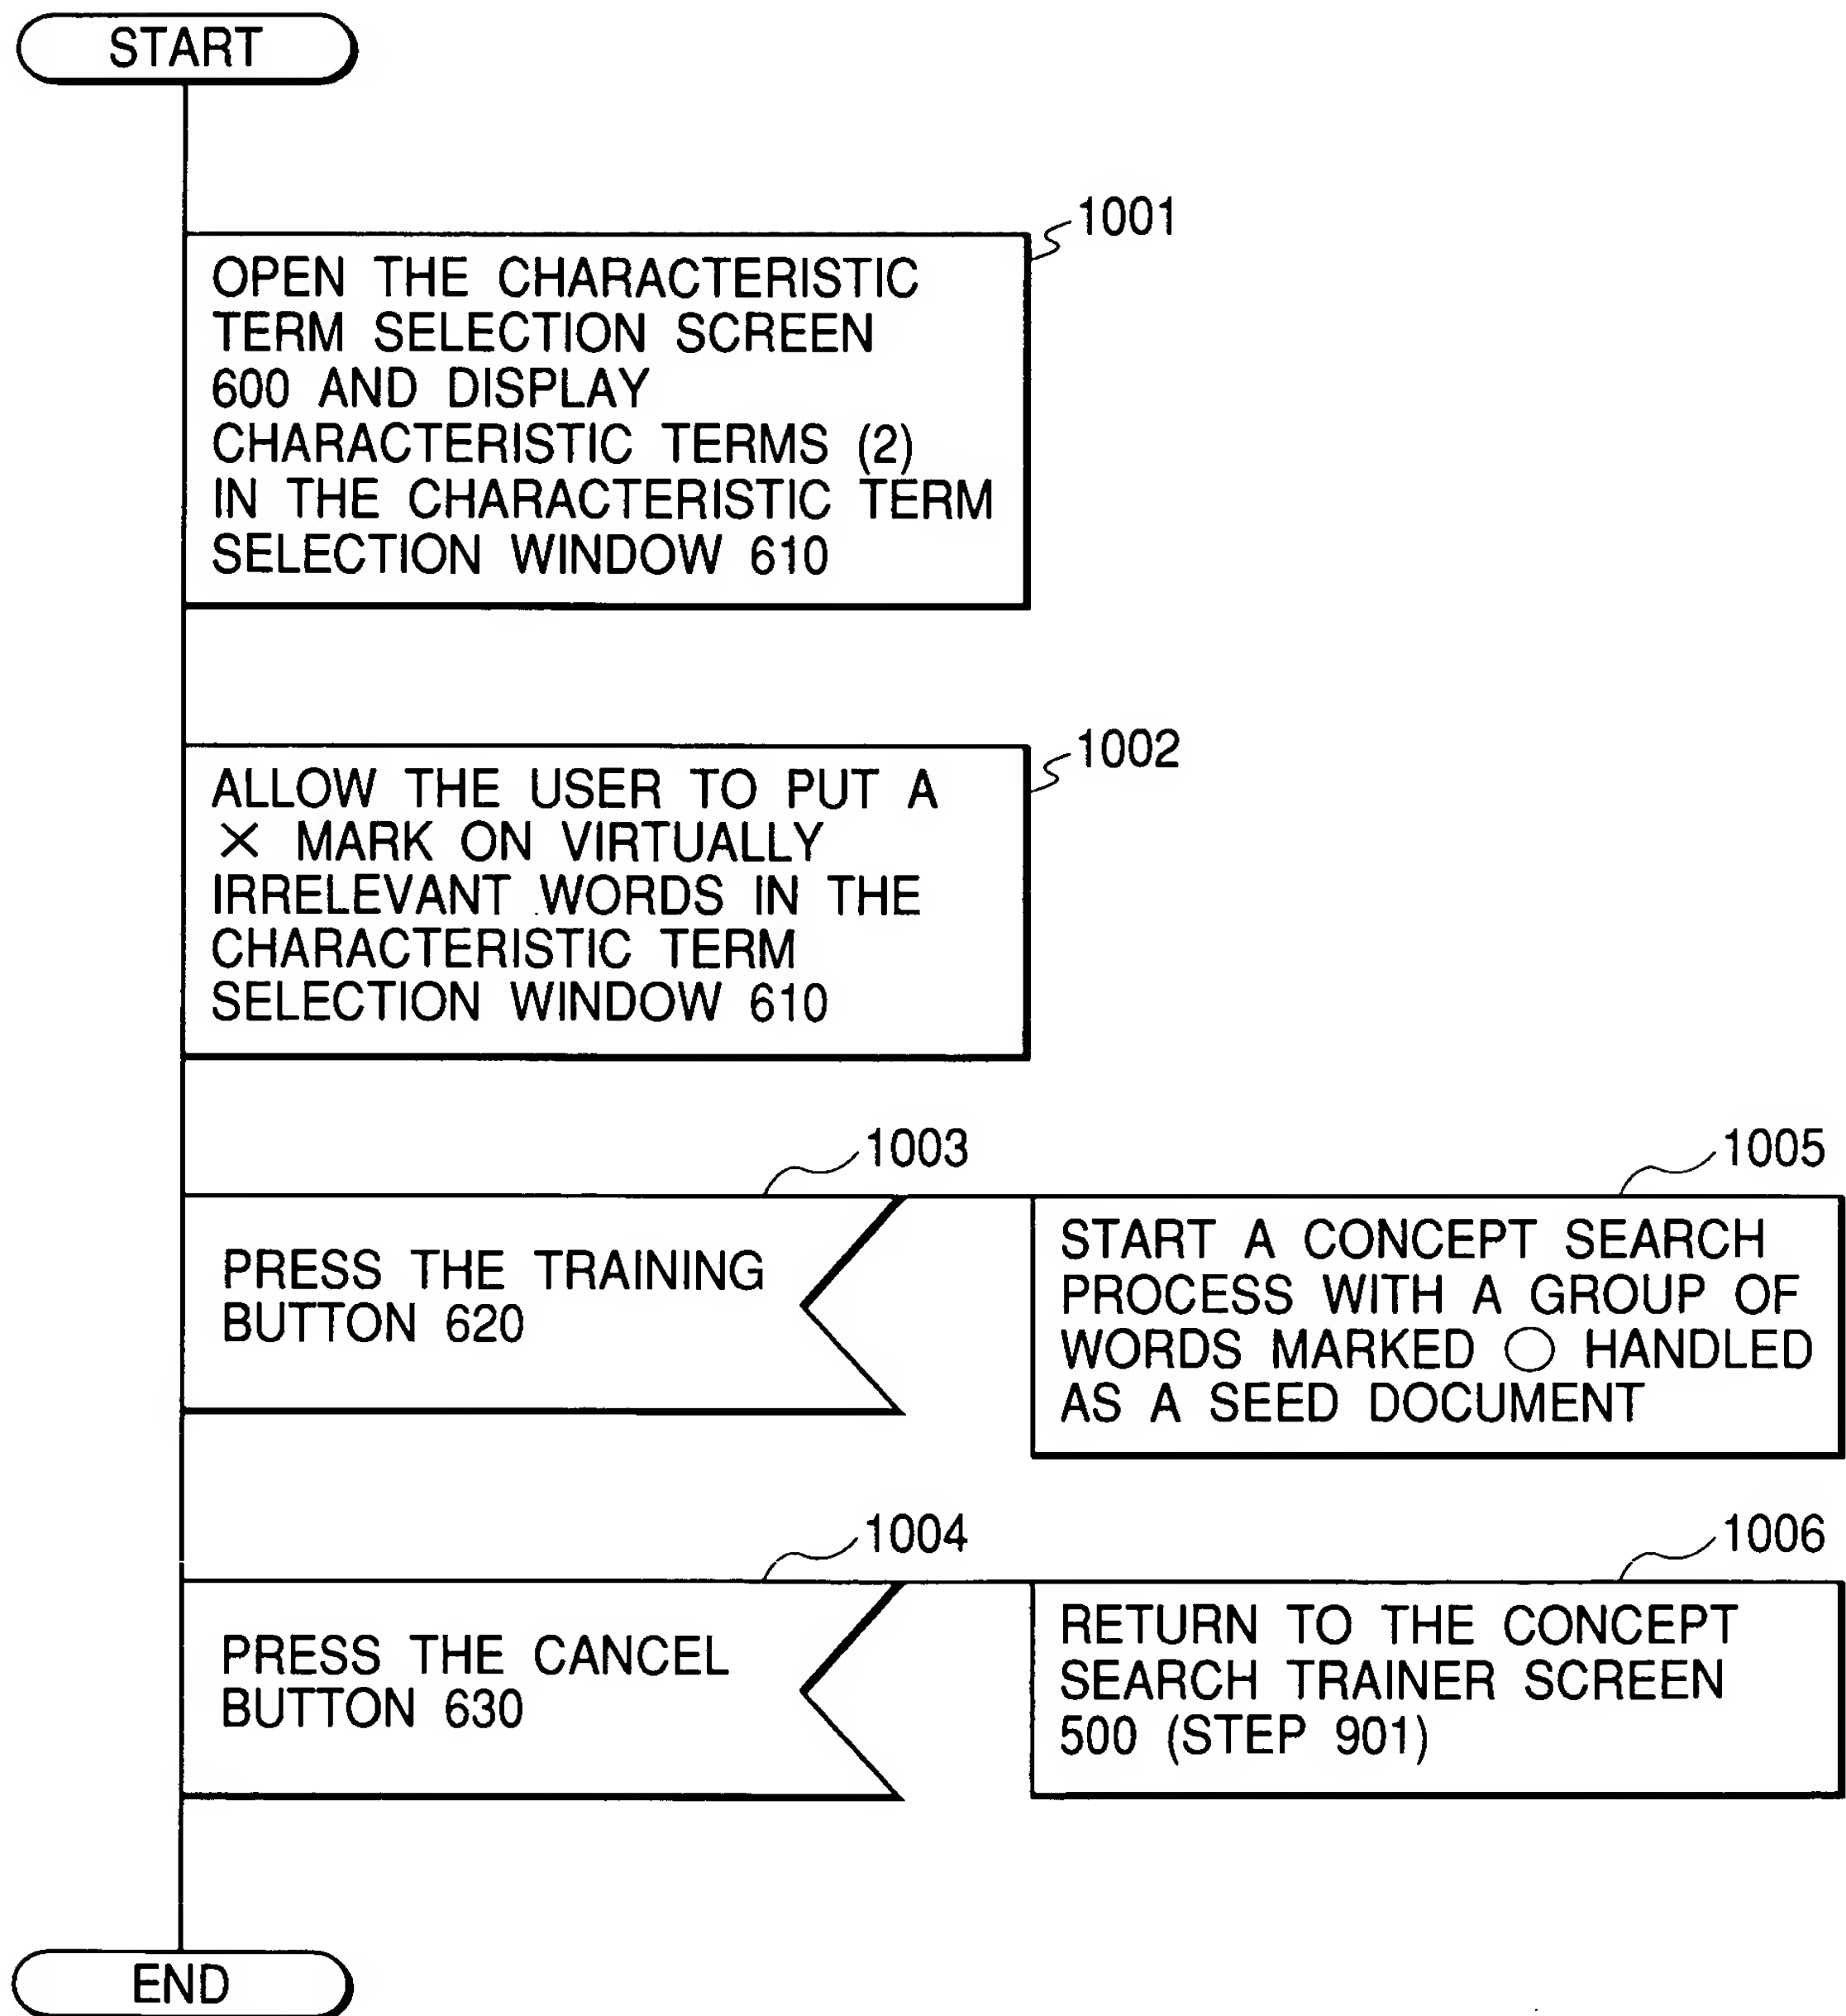 START
1001
OPEN THE CHARACTERISTIC
TERM SELECTION SCREEN
600 AND DISPLAY
CHARACTERISTIC TERMS (2)
IN THE CHARACTERISTIC TERM
SELECTION WINDOW 610
1002
ALLOW THE USER TO PUT A
× MARK ON VIRTUALLY
IRRELEVANT WORDS IN THE
CHARACTERISTIC TERM
SELECTION WINDOW 610
1003
PRESS THE TRAINING
BUTTON 620
1005
START A CONCEPT SEARCH
PROCESS WITH A GROUP OF
WORDS MARKED ○ HANDLED
AS A SEED DOCUMENT
1004
PRESS THE CANCEL
BUTTON 630
1006
RETURN TO THE CONCEPT
SEARCH TRAINER SCREEN
500 (STEP 901)
END